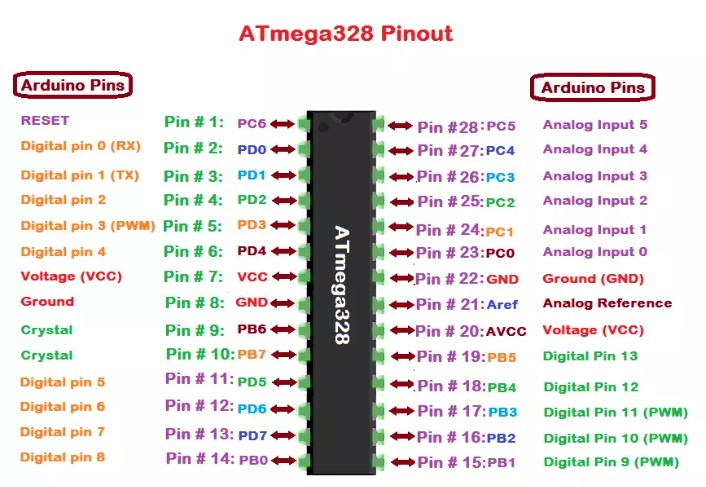 ATmega328 Pinout
Arduino Pins
Arduino Pins
RESET Pin # 1: PC6 Pin #28: PC5 Analog Input 5
Digital pin 0 (RX) Pin # 2: PD0 Pin #27: PC4 Analog Input 4
Digital pin 1 (TX) Pin # 3: PD1 Pin #26: PC3 Analog Input 3
Digital pin 2 Pin # 4: PD2 Pin #25: PC2 Analog Input 2
Digital pin 3 (PWM) Pin # 5: PD3 Pin # 24: PC1 Analog Input 1
Digital pin 4 Pin # 6: PD4 Pin # 23: PC0 Analog Input 0
Voltage (VCC) Pin # 7: VCC Pin # 22: GND Ground (GND)
Ground Pin # 8: GND Pin # 21: Aref Analog Reference
Crystal Pin # 9: PB6 Pin # 20: AVCC Voltage (VCC)
Crystal Pin # 10: PB7 Pin # 19: PB5 Digital Pin 13
Digital pin 5 Pin # 11: PD5 Pin # 18: PB4 Digital Pin 12
Digital pin 6 Pin # 12: PD6 Pin # 17: PB3 Digital Pin 11 (PWM)
Digital pin 7 Pin # 13: PD7 Pin # 16: PB2 Digital Pin 10 (PWM)
Digital pin 8 Pin # 14: PB0 Pin # 15: PB1 Digital Pin 9 (PWM)
ATmega328